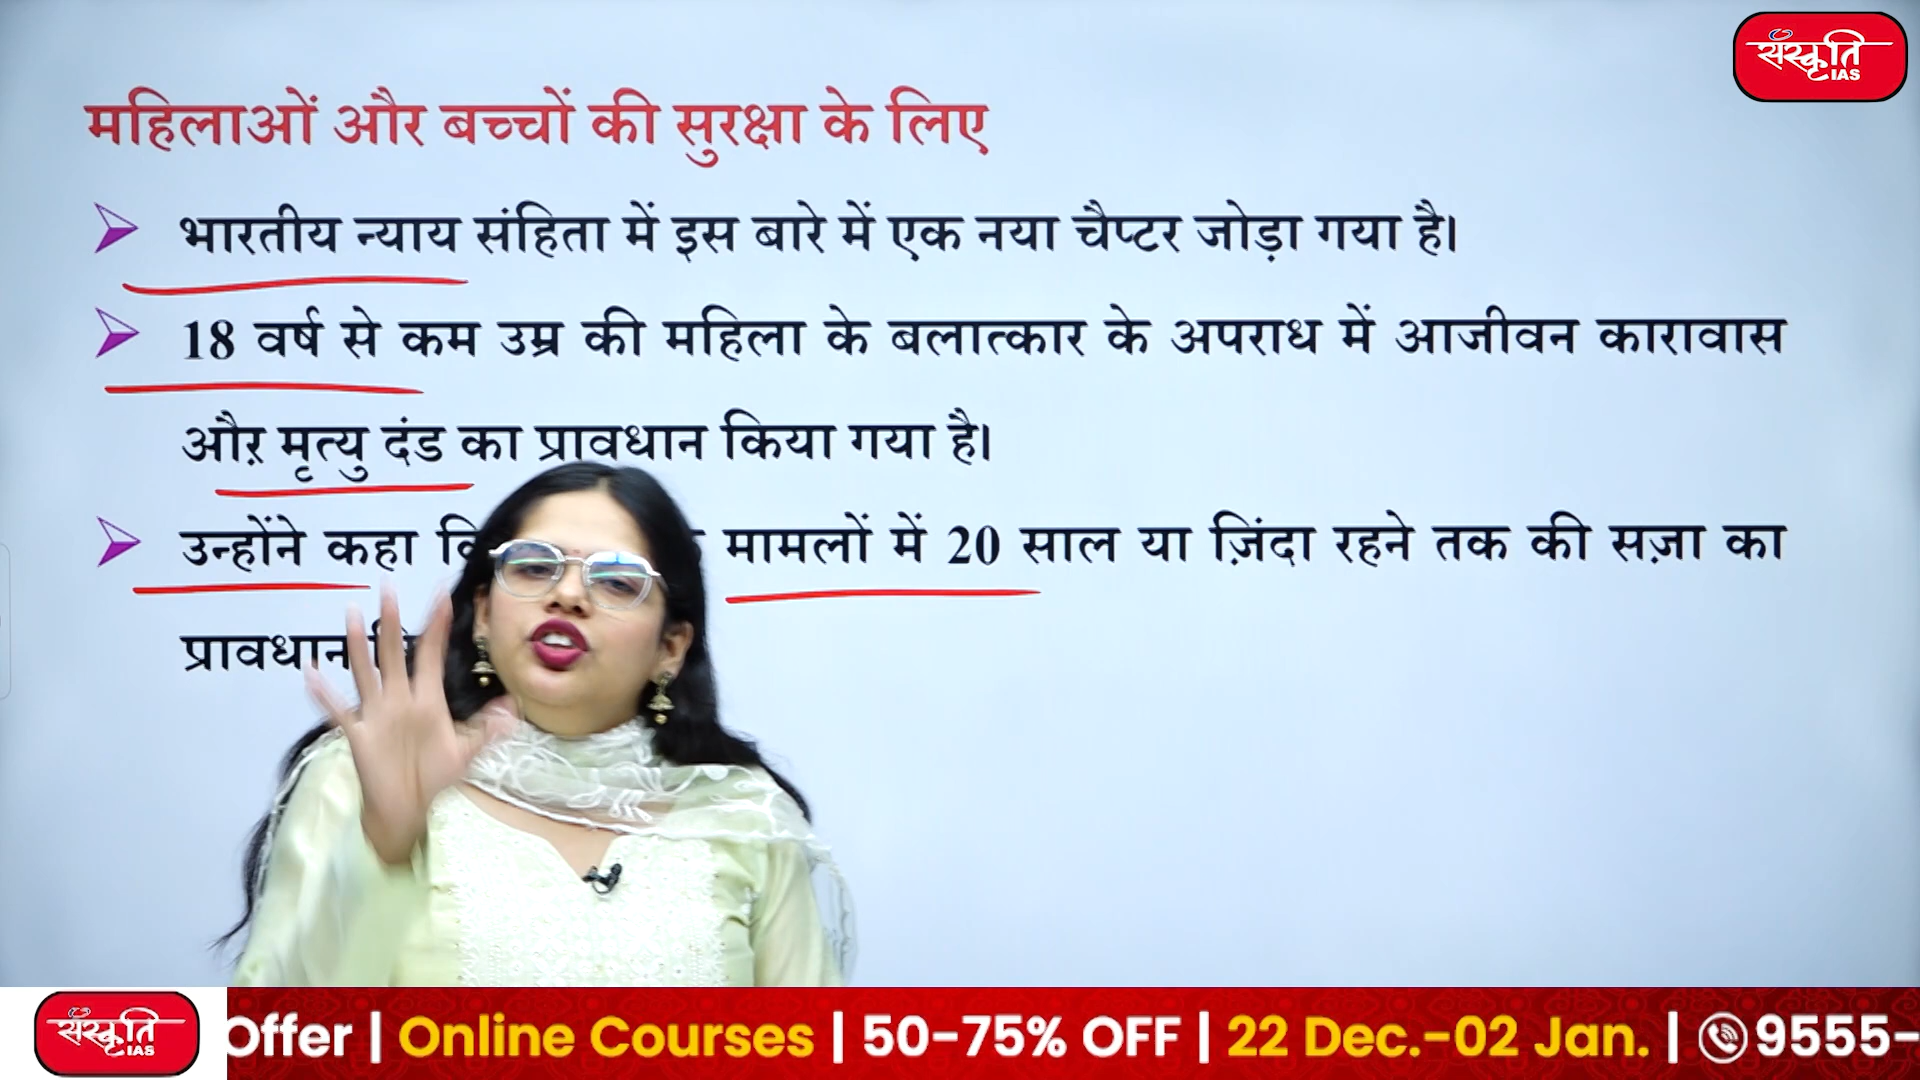 संस्कृति
IAS
महिलाओं और बच्चों की सुरक्षा के लिए
भारतीय न्याय संहिता में इस बारे में एक नया चैप्टर जोड़ा गया है।
18 वर्ष से कम उम्र की महिला के बलात्कार के अपराध में आजीवन कारावास
औऱ मृत्यु दंड का प्रावधान किया गया है।
उन्होंने कहा मामलों में 20 साल या ज़िंदा रहने तक की सज़ा का
प्रावधान
संस्कृति
IAS
Offer | Online Courses | 50-75% OFF | 22 Dec.-02 Jan. | 9555-